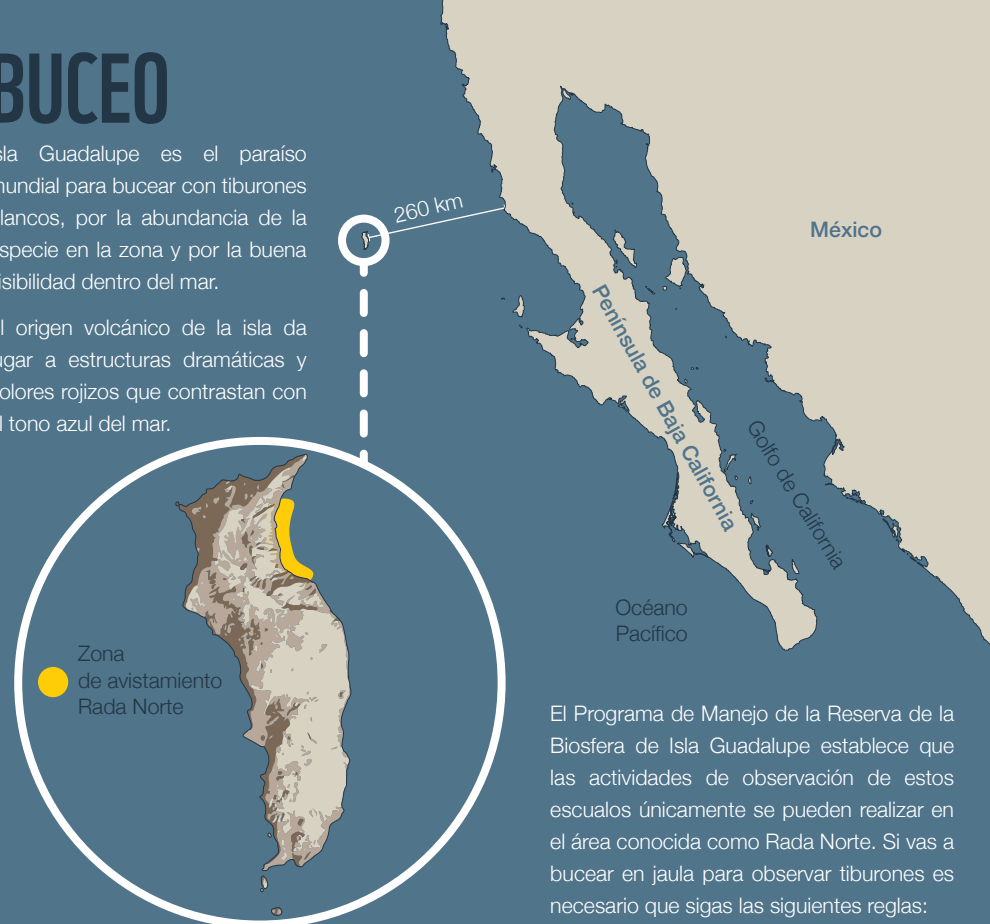 BUCEO
sla Guadalupe es el paraíso
mundial para bucear con tiburones
lancos, por la abundancia de la
specie en la zona y por la buena
isibilidad dentro del mar.
l origen volcánico de la isla da
ugar a estructuras dramáticas y
olores rojizos que contrastan con
l tono azul del mar.
260 km
México
Península de Baja California
Golfo de California
Océano
Pacífico
Zona
de avistamiento
Rada Norte
El Programa de Manejo de la Reserva de la
Biosfera de Isla Guadalupe establece que
las actividades de observación de estos
escualos únicamente se pueden realizar en
el área conocida como Rada Norte. Si vas a
bucear en jaula para observar tiburones es
necesario que sigas las siguientes reglas: